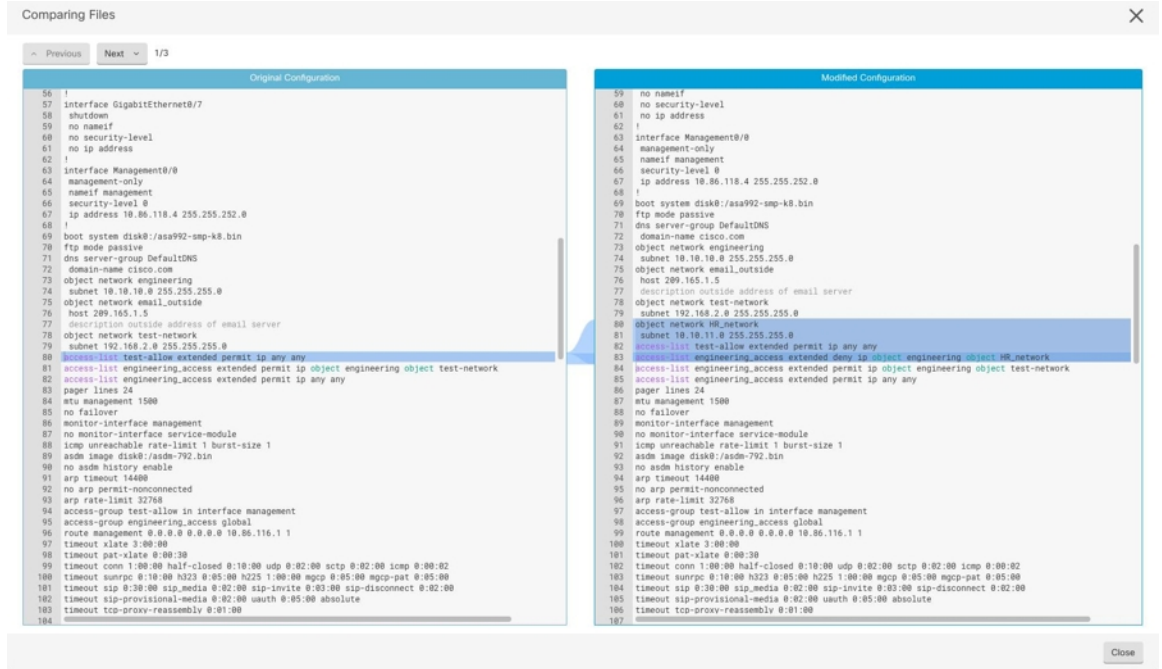 Comparing Files
Previous Next 1/3
Original Configuration
56 !
57 interface GigabitEthernet0/7
58 shutdown
59 no nameif
60 no security-level
61 no ip address
62 !
63 interface Management0/0
64 management-only
65 nameif management
66 security-level 0
67 ip address 10.86.118.4 255.255.252.0
68 !
69 boot system disk0:/asa992-smp-k8.bin
70 ftp mode passive
71 dns server-group DefaultDNS
72 domain-name cisco.com
73 object network engineering
74 subnet 10.10.10.0 255.255.255.0
75 object network email_outside
76 host 209.165.1.5
77 description outside address of email server
78 object network test-network
79 subnet 192.168.2.0 255.255.255.0
80 access-list test-allow extended permit ip any any
81 access-list engineering_access extended permit ip object engineering object test-network
82 access-list engineering_access extended permit ip any any
83 pager lines 24
84 mtu management 1500
85 no failover
86 monitor-interface management
87 no monitor-interface service-module
88 icmp unreachable rate-limit 1 burst-size 1
89 asdm image disk0:/asdm-792.bin
90 no asdm history enable
91 arp timeout 14400
92 no arp permit-nonconnected
93 arp rate-limit 32768
94 access-group test-allow in interface management
95 access-group engineering_access global
96 route management 0.0.0.0 0.0.0.0 10.86.116.1 1
97 timeout xlate 3:00:00
98 timeout pat-xlate 0:00:30
99 timeout conn 1:00:00 half-closed 0:10:00 udp 0:02:00 sctp 0:02:00 icmp 0:00:02
100 timeout sunrpc 0:10:00 h323 0:05:00 h225 1:00:00 mgcp 0:05:00 mgcp-pat 0:05:00
101 timeout sip 0:30:00 sip_media 0:02:00 sip-invite 0:03:00 sip-disconnect 0:02:00
102 timeout sip-provisional-media 0:02:00 uauth 0:05:00 absolute
103 timeout tcp-proxy-reassembly 0:01:00
104
Modified Configuration
59 no nameif
60 no security-level
61 no ip address
62 !
63 interface Management0/0
64 management-only
65 nameif management
66 security-level 0
67 ip address 10.86.118.4 255.255.252.0
68 !
69 boot system disk0:/asa992-smp-k8.bin
70 ftp mode passive
71 dns server-group DefaultDNS
72 domain-name cisco.com
73 object network engineering
74 subnet 10.10.10.0 255.255.255.0
75 object network email_outside
76 host 209.165.1.5
77 description outside address of email server
78 object network test-network
79 subnet 192.168.2.0 255.255.255.0
80 object network HR_network
81 subnet 10.10.11.0 255.255.255.0
82 access-list test-allow extended permit ip any any
83 access-list engineering_access extended deny ip object engineering object HR_network
84 access-list engineering_access extended permit ip object engineering object test-network
85 access-list engineering_access extended permit ip any any
86 pager lines 24
87 mtu management 1500
88 no failover
89 monitor-interface management
90 no monitor-interface service-module
91 icmp unreachable rate-limit 1 burst-size 1
92 asdm image disk0:/asdm-792.bin
93 no asdm history enable
94 arp timeout 14400
95 no arp permit-nonconnected
96 arp rate-limit 32768
97 access-group test-allow in interface management
98 access-group engineering_access global
99 route management 0.0.0.0 0.0.0.0 10.86.116.1 1
100 timeout xlate 3:00:00
101 timeout pat-xlate 0:00:30
102 timeout conn 1:00:00 half-closed 0:10:00 udp 0:02:00 sctp 0:02:00 icmp 0:00:02
103 timeout sunrpc 0:10:00 h323 0:05:00 h225 1:00:00 mgcp 0:05:00 mgcp-pat 0:05:00
104 timeout sip 0:30:00 sip_media 0:02:00 sip-invite 0:03:00 sip-disconnect 0:02:00
105 timeout sip-provisional-media 0:02:00 uauth 0:05:00 absolute
106 timeout tcp-proxy-reassembly 0:01:00
107
Close